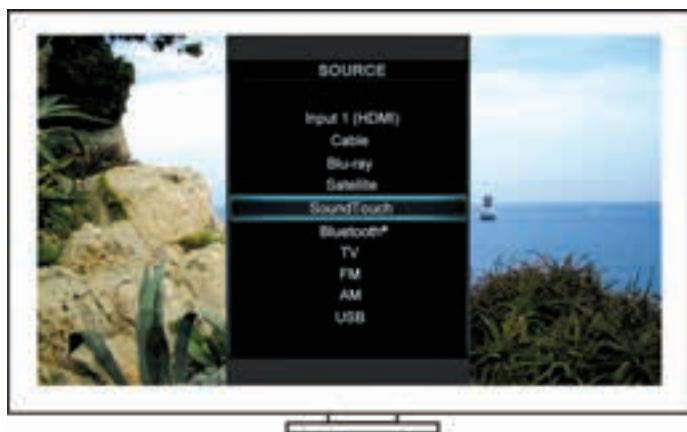 SOURCE
Input 1 (HDMI)
Cable
Blu-ray
Satellite
SoundTouch
Bluetooth®
TV
FM
AM
USB